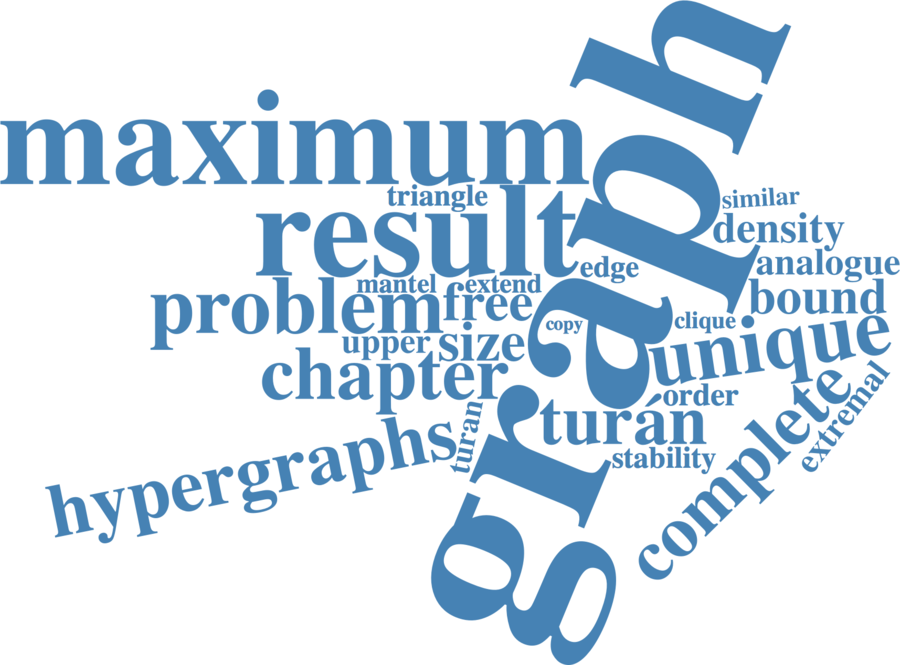 graph
maximum
triangle
similar
result
density
edge
analogue
mantel
extend
problem
free
bound
copy
clique
unique
upper
size
chapter
order
complete
extremal
turan
turán
hypergraphs
stability